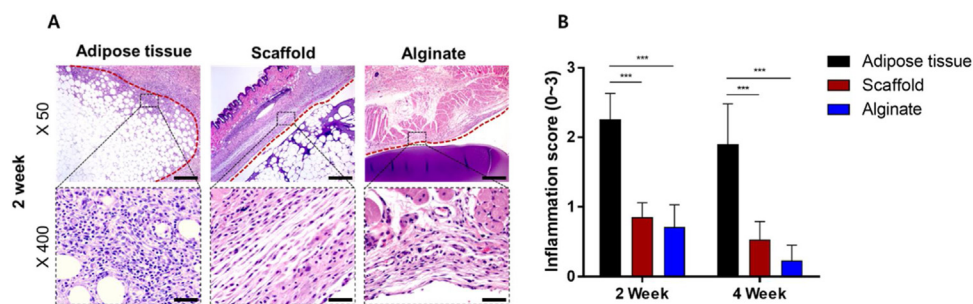 A
Adipose tissue
Scaffold
Alginate
2 week
X 50
X 400
B
Inflammation score (0~3)
3
2
1
0
***
***
***
***
2 Week
4 Week
Adipose tissue
Scaffold
Alginate